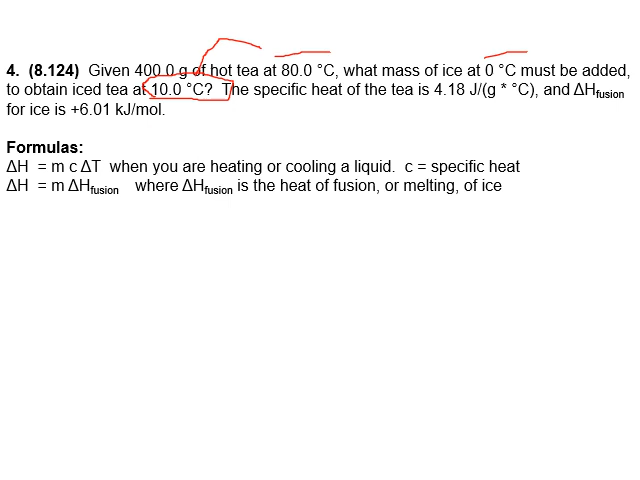 4. (8.124) Given 400.0 g of hot tea at 80.0 °C, what mass of ice at 0 °C must be added,
to obtain iced tea at 10.0 °C? The specific heat of the tea is 4.18 J/(g * °C), and ΔHfusion
for ice is +6.01 kJ/mol.
Formulas:
ΔH = m c ΔT when you are heating or cooling a liquid. c = specific heat
ΔH = m ΔHfusion where ΔHfusion is the heat of fusion, or melting, of ice